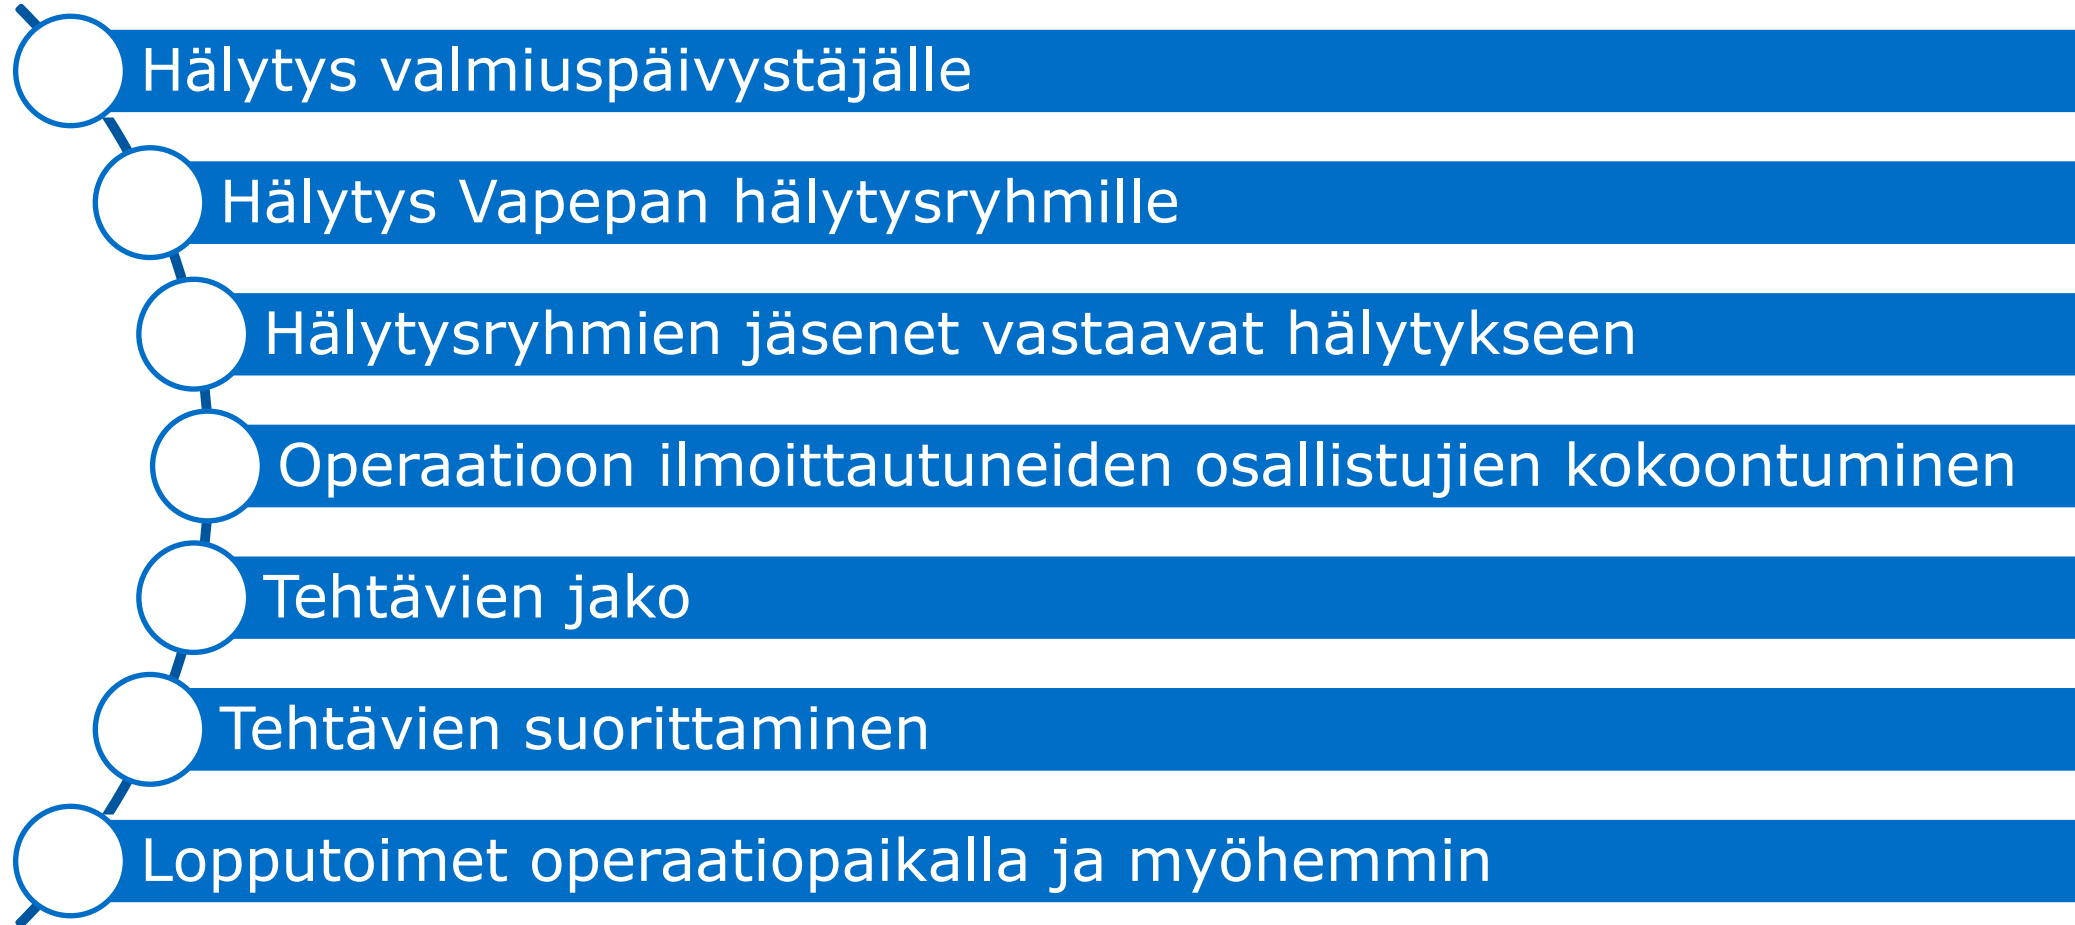 Hälytys valmiuspäivystäjälle
Hälytys Vapepan hälytysryhmille
Hälytysryhmien jäsenet vastaavat hälytykseen
Operaatioon ilmoittautuneiden osallistujien kokoontuminen
Tehtävien jako
Tehtävien suorittaminen
Lopputoimet operaatiopaikalla ja myöhemmin